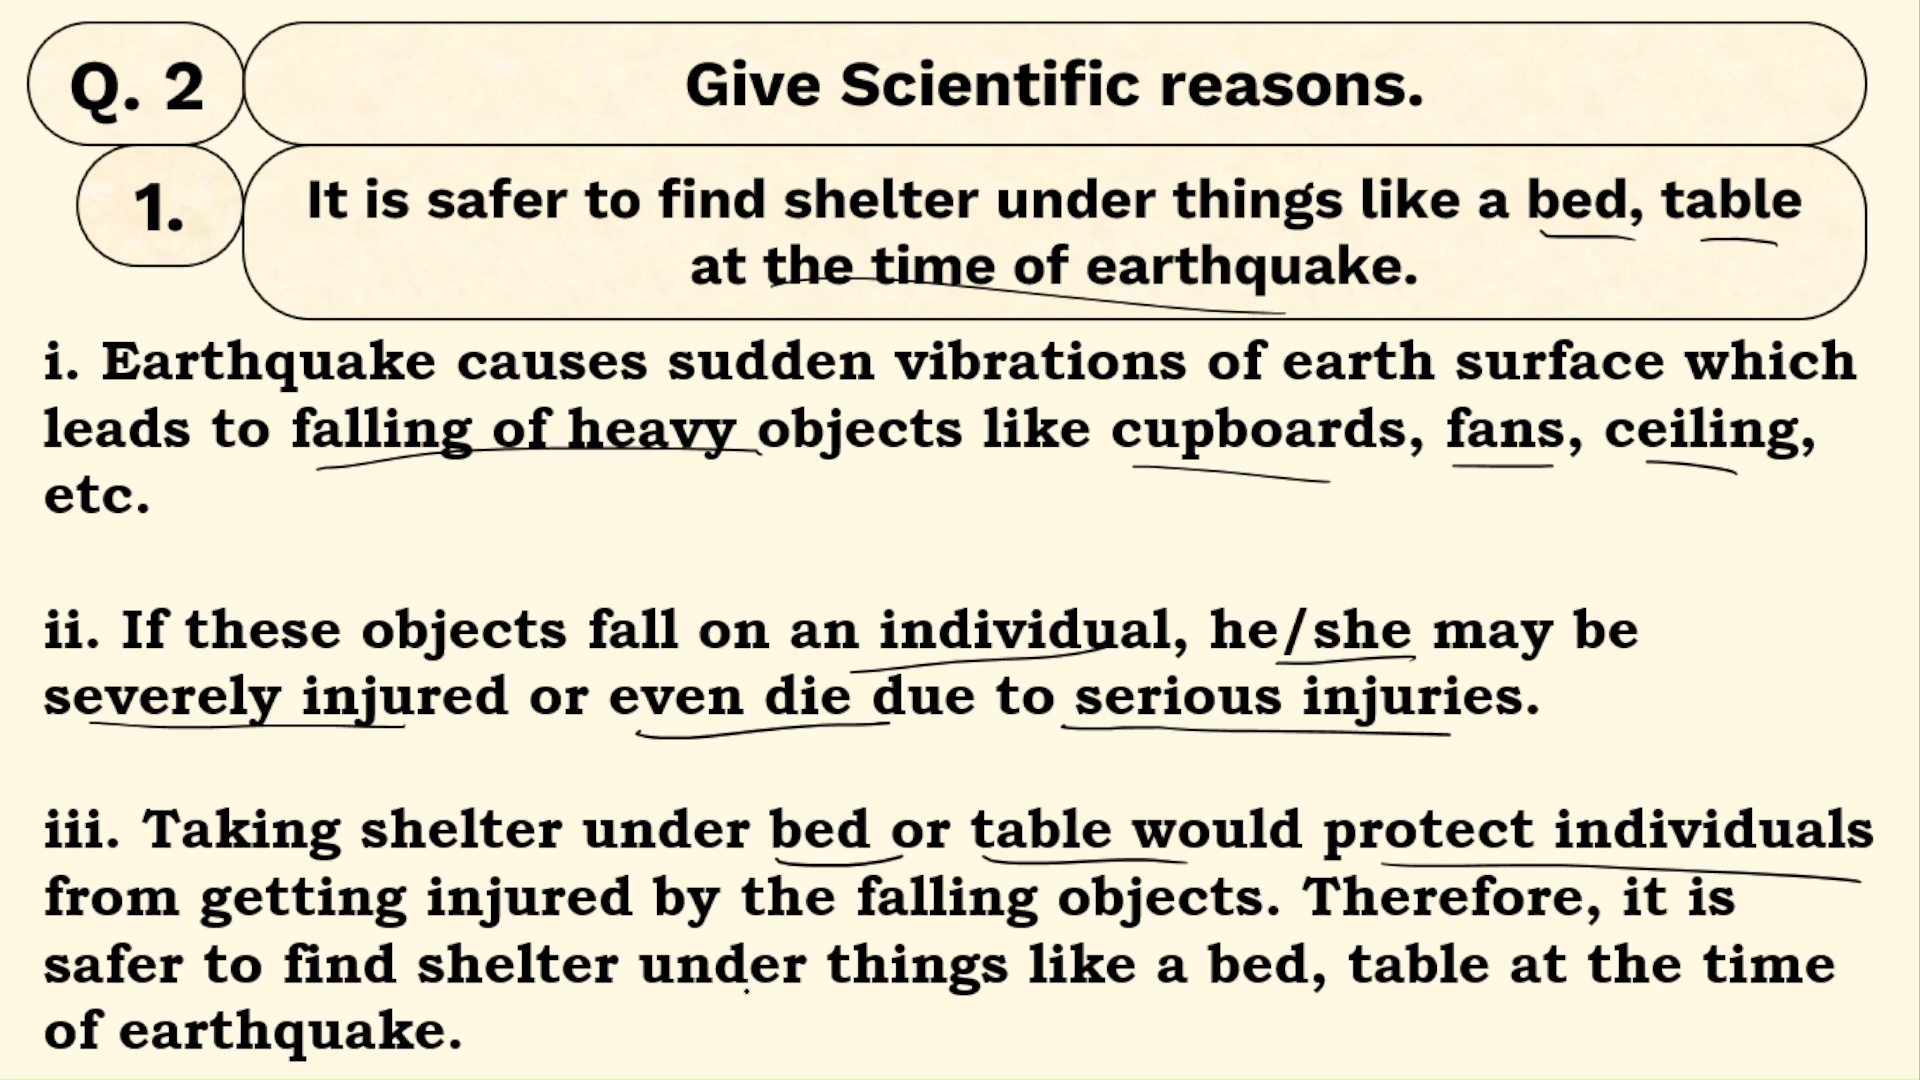 Q. 2
Give Scientific reasons.
1.
It is safer to find shelter under things like a bed, table
at the time of earthquake.
i. Earthquake causes sudden vibrations of earth surface which
leads to falling of heavy objects like cupboards, fans, ceiling,
etc.
ii. If these objects fall on an individual, he/she may be
severely injured or even die due to serious injuries.
iii. Taking shelter under bed or table would protect individuals
from getting injured by the falling objects. Therefore, it is
safer to find shelter under things like a bed, table at the time
of earthquake.